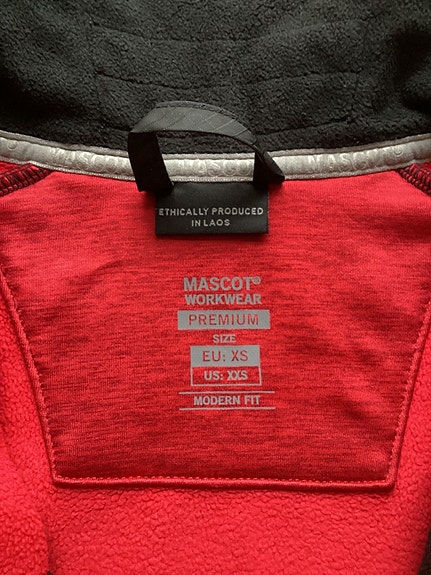 MASCOT MASCOT MASCOT
ETHICALLY PRODUCED
IN LAOS
MASCOT®
WORKWEAR
PREMIUM
SIZE
EU: XS
US: XXS
MODERN FIT